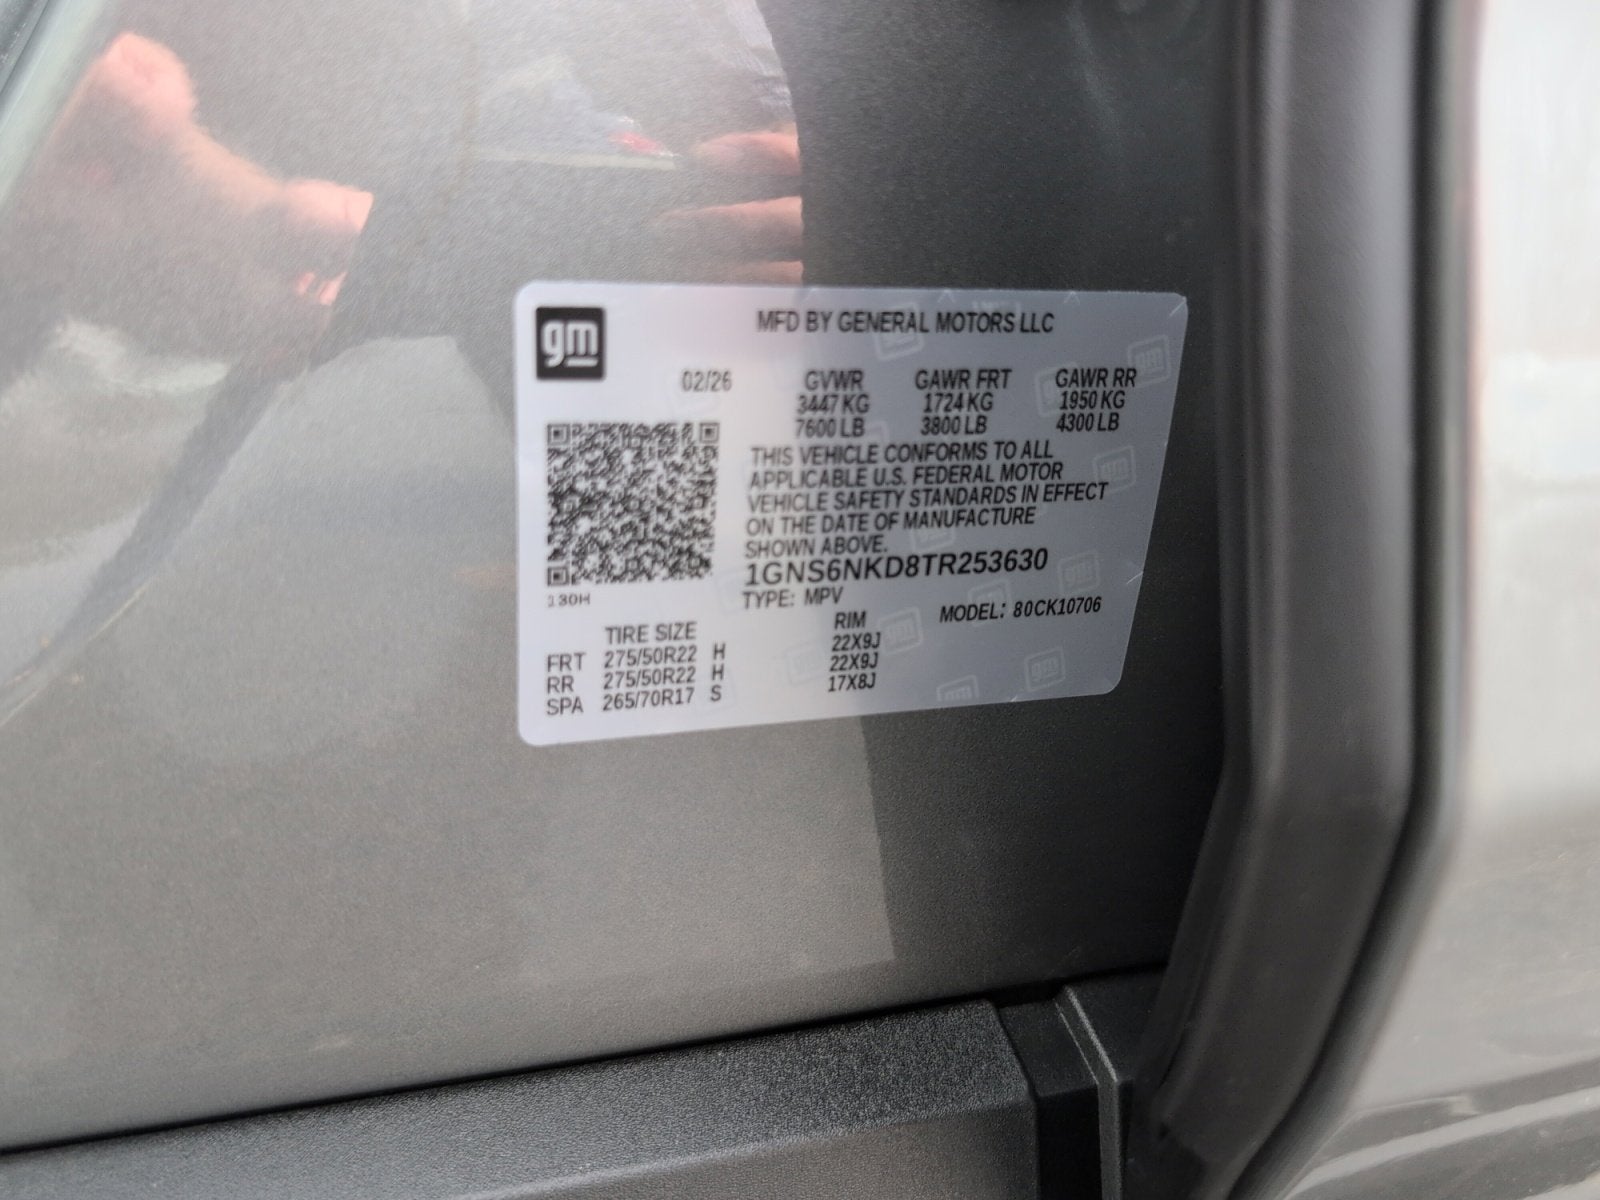 gm
MFD BY GENERAL MOTORS LLC
02/26 GVWR GAWR FRT GAWR RR
3447 KG 1724 KG 1950 KG
7600 LB 3800 LB 4300 LB
THIS VEHICLE CONFORMS TO ALL
APPLICABLE U.S. FEDERAL MOTOR
VEHICLE SAFETY STANDARDS IN EFFECT
ON THE DATE OF MANUFACTURE
SHOWN ABOVE.
1GNS6NKD8TR253630
130H
TYPE: MPV MODEL: 80CK10706
TIRE SIZE RIM
FRT 275/50R22 H 22X9J
RR 275/50R22 H 22X9J
SPA 265/70R17 S 17X8J